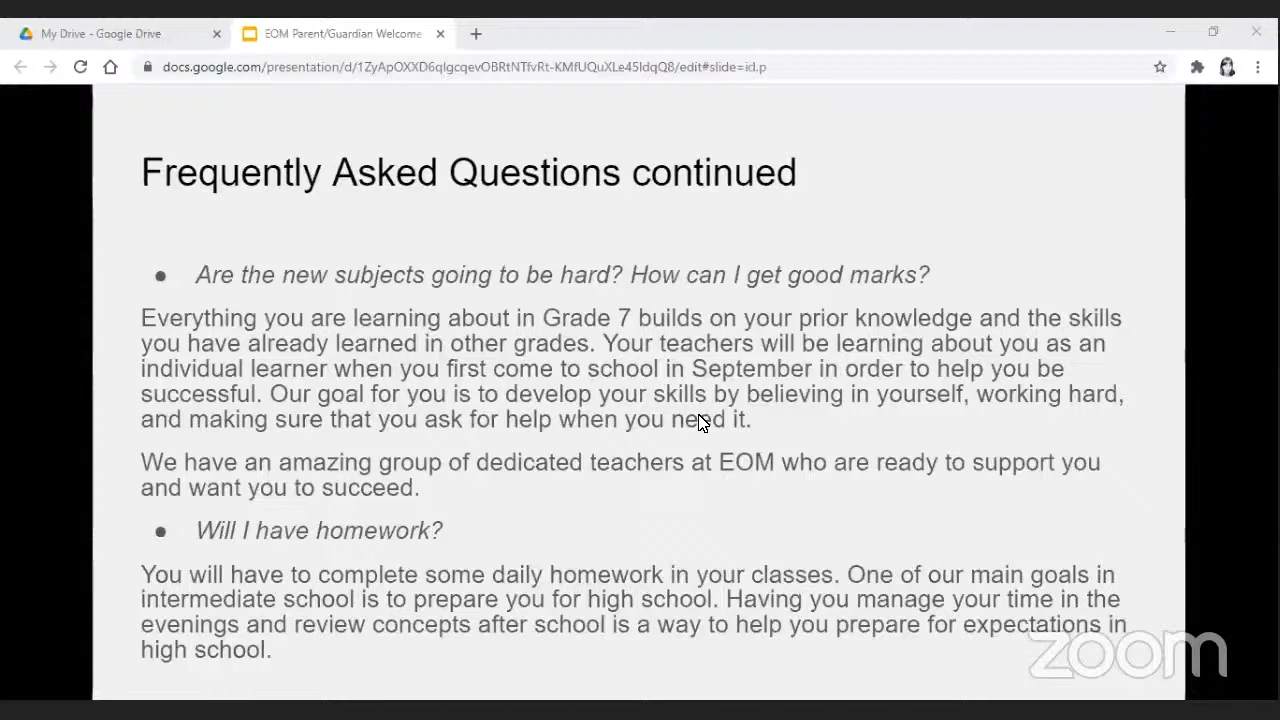 My Drive - Google Drive
EOM Parent/Guardian Welcome
docs.google.com/presentation/d/1ZyApOXXD6qIgcqevOBRtNTfvRt-KMfUQuXLe45IdqQ8/edit#slide=id.p
Frequently Asked Questions continued
● Are the new subjects going to be hard? How can I get good marks?
Everything you are learning about in Grade 7 builds on your prior knowledge and the skills
you have already learned in other grades. Your teachers will be learning about you as an
individual learner when you first come to school in September in order to help you be
successful. Our goal for you is to develop your skills by believing in yourself, working hard,
and making sure that you ask for help when you need it.
We have an amazing group of dedicated teachers at EOM who are ready to support you
and want you to succeed.
● Will I have homework?
You will have to complete some daily homework in your classes. One of our main goals in
intermediate school is to prepare you for high school. Having you manage your time in the
evenings and review concepts after school is a way to help you prepare for expectations in
high school.
zoom